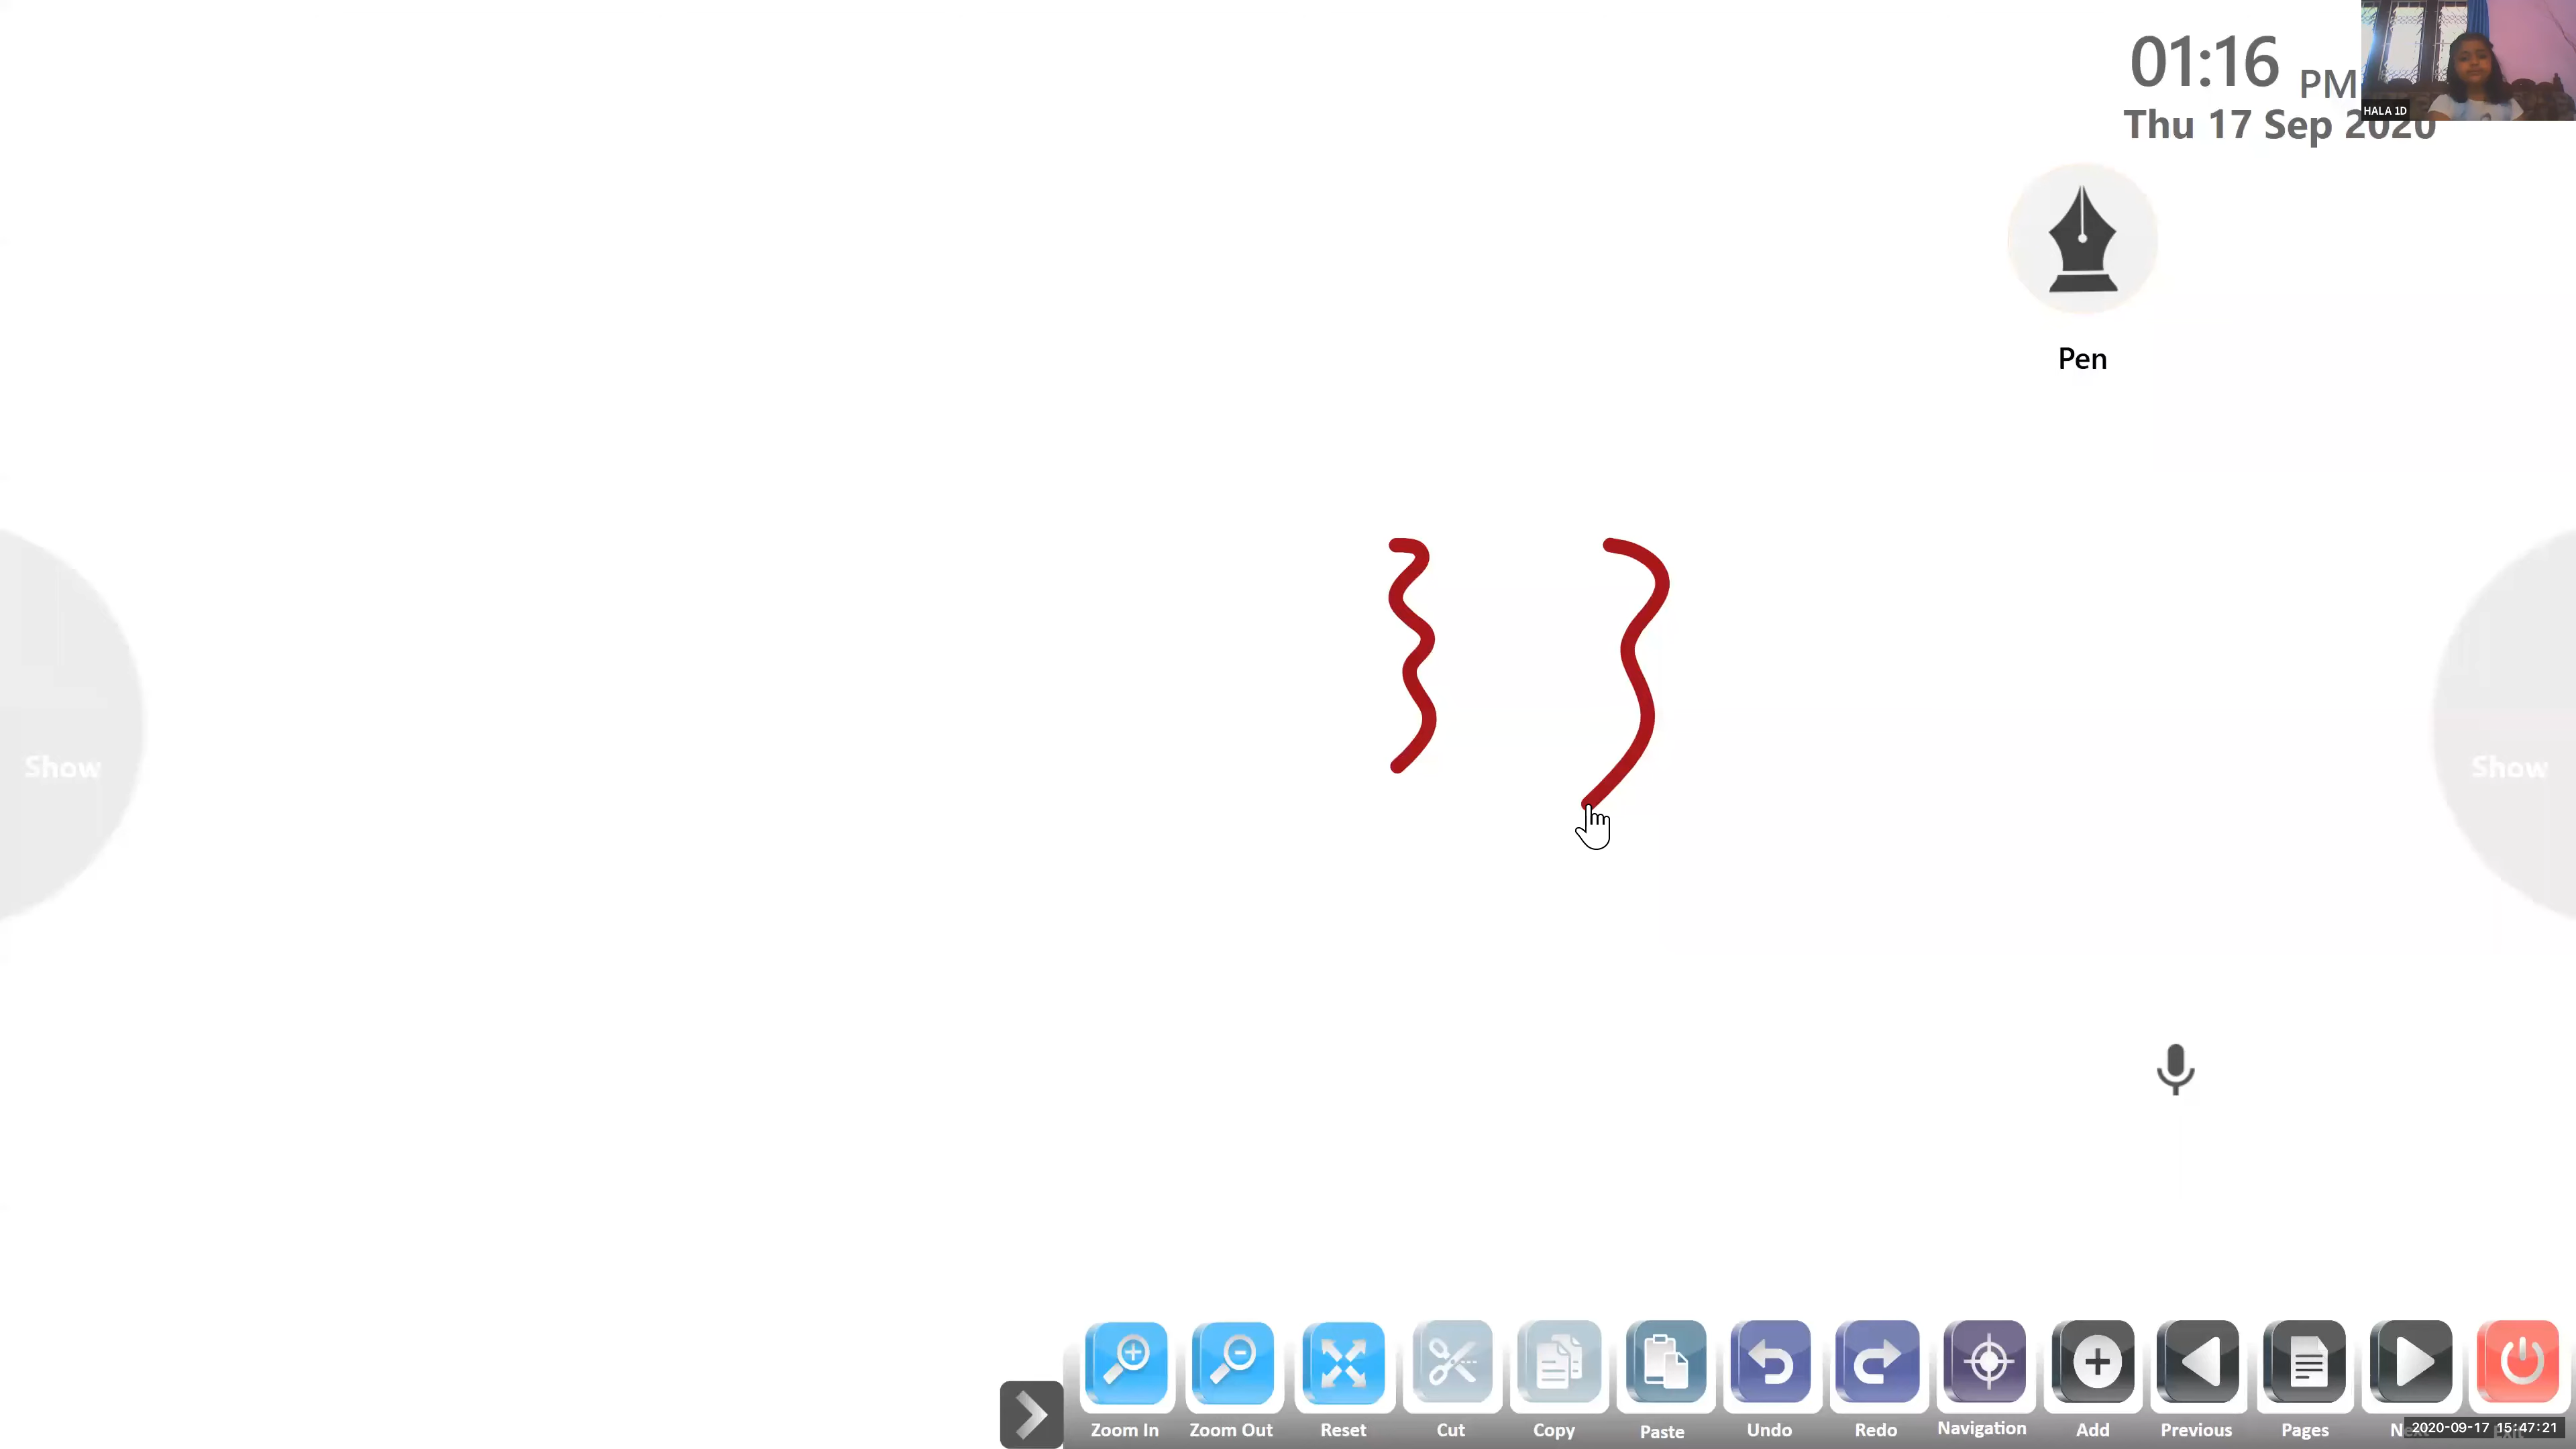 01:16 PM
HALA 1D
Thu 17 Sep 2020
Pen
Show
Show
Zoom In Zoom Out Reset Cut Copy Paste Undo Redo Navigation Add Previous Pages
2020-09-17 15:47:21